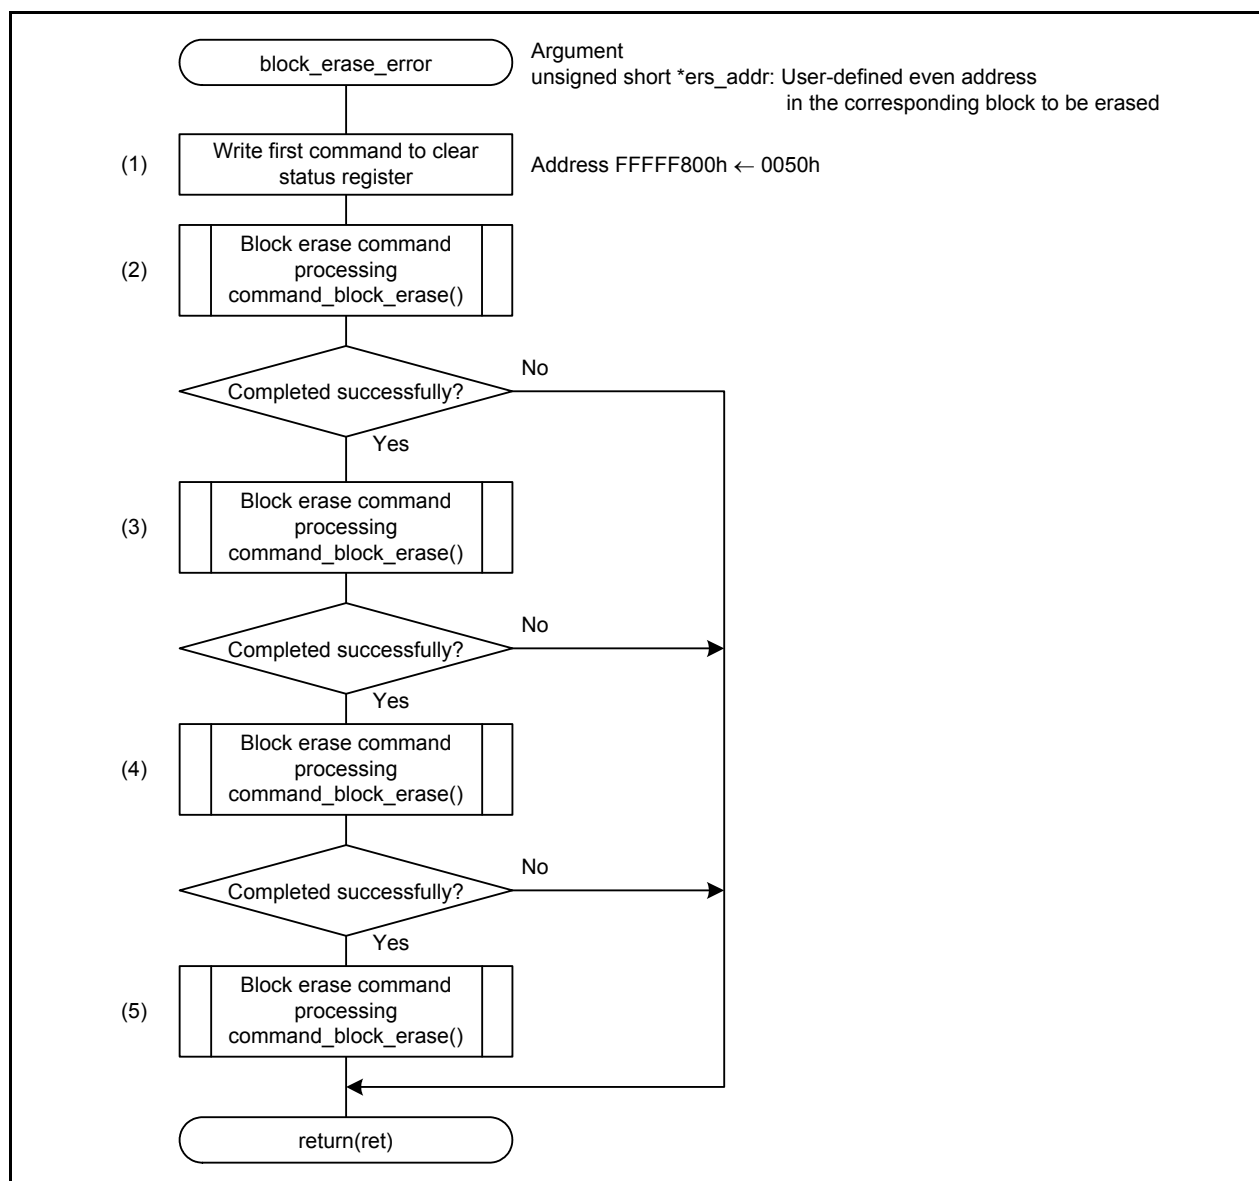 block_erase_error
Argument
unsigned short *ers_addr: User-defined even address
in the corresponding block to be erased
(1)
Write first command to clear
status register
Address FFFFF800h ← 0050h
(2)
Block erase command
processing
command_block_erase()
Completed successfully?
No
Yes
(3)
Block erase command
processing
command_block_erase()
Completed successfully?
No
Yes
(4)
Block erase command
processing
command_block_erase()
Completed successfully?
No
Yes
(5)
Block erase command
processing
command_block_erase()
return(ret)